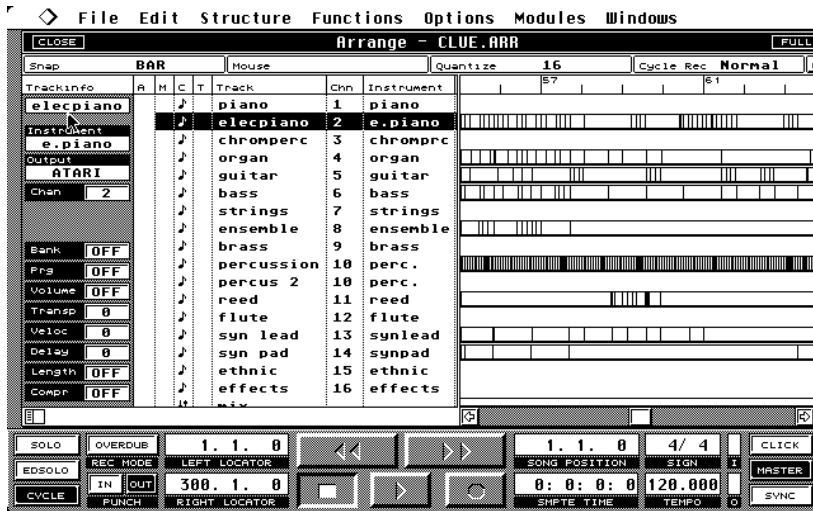 File Edit Structure Functions Options Modules Windows
CLOSE Arrange - CLUE.ARR FULL
Snap BAR Mouse Quantize 16 Cycle Rec Normal
Trackinfo A M C T Track Chn Instrument 57 61
elecpiano
Instrument
e.piano
Output
ATARI
Chan 2
Bank OFF
Prg OFF
Volume OFF
Transp 0
Veloc 0
Delay 0
Length OFF
Compr OFF
piano 1 piano
elecpiano 2 e.piano
chromperc 3 chromprc
organ 4 organ
guitar 5 guitar
bass 6 bass
strings 7 strings
ensemble 8 ensemble
brass 9 brass
percussion 10 perc.
percus 2 10 perc.
reed 11 reed
flute 12 flute
syn lead 13 synlead
syn pad 14 synpad
ethnic 15 ethnic
effects 16 effects
SOLO OVERDUB 1. 1. 0 1. 1. 0 4/ 4 CLICK
REC MODE LEFT LOCATOR SONG POSITION SIGN I
EDSOLO MASTER
IN OUT 300. 1. 0 0: 0: 0: 0 120.000
CYCLE PUNCH RIGHT LOCATOR SMPTE TIME TEMPO O SYNC